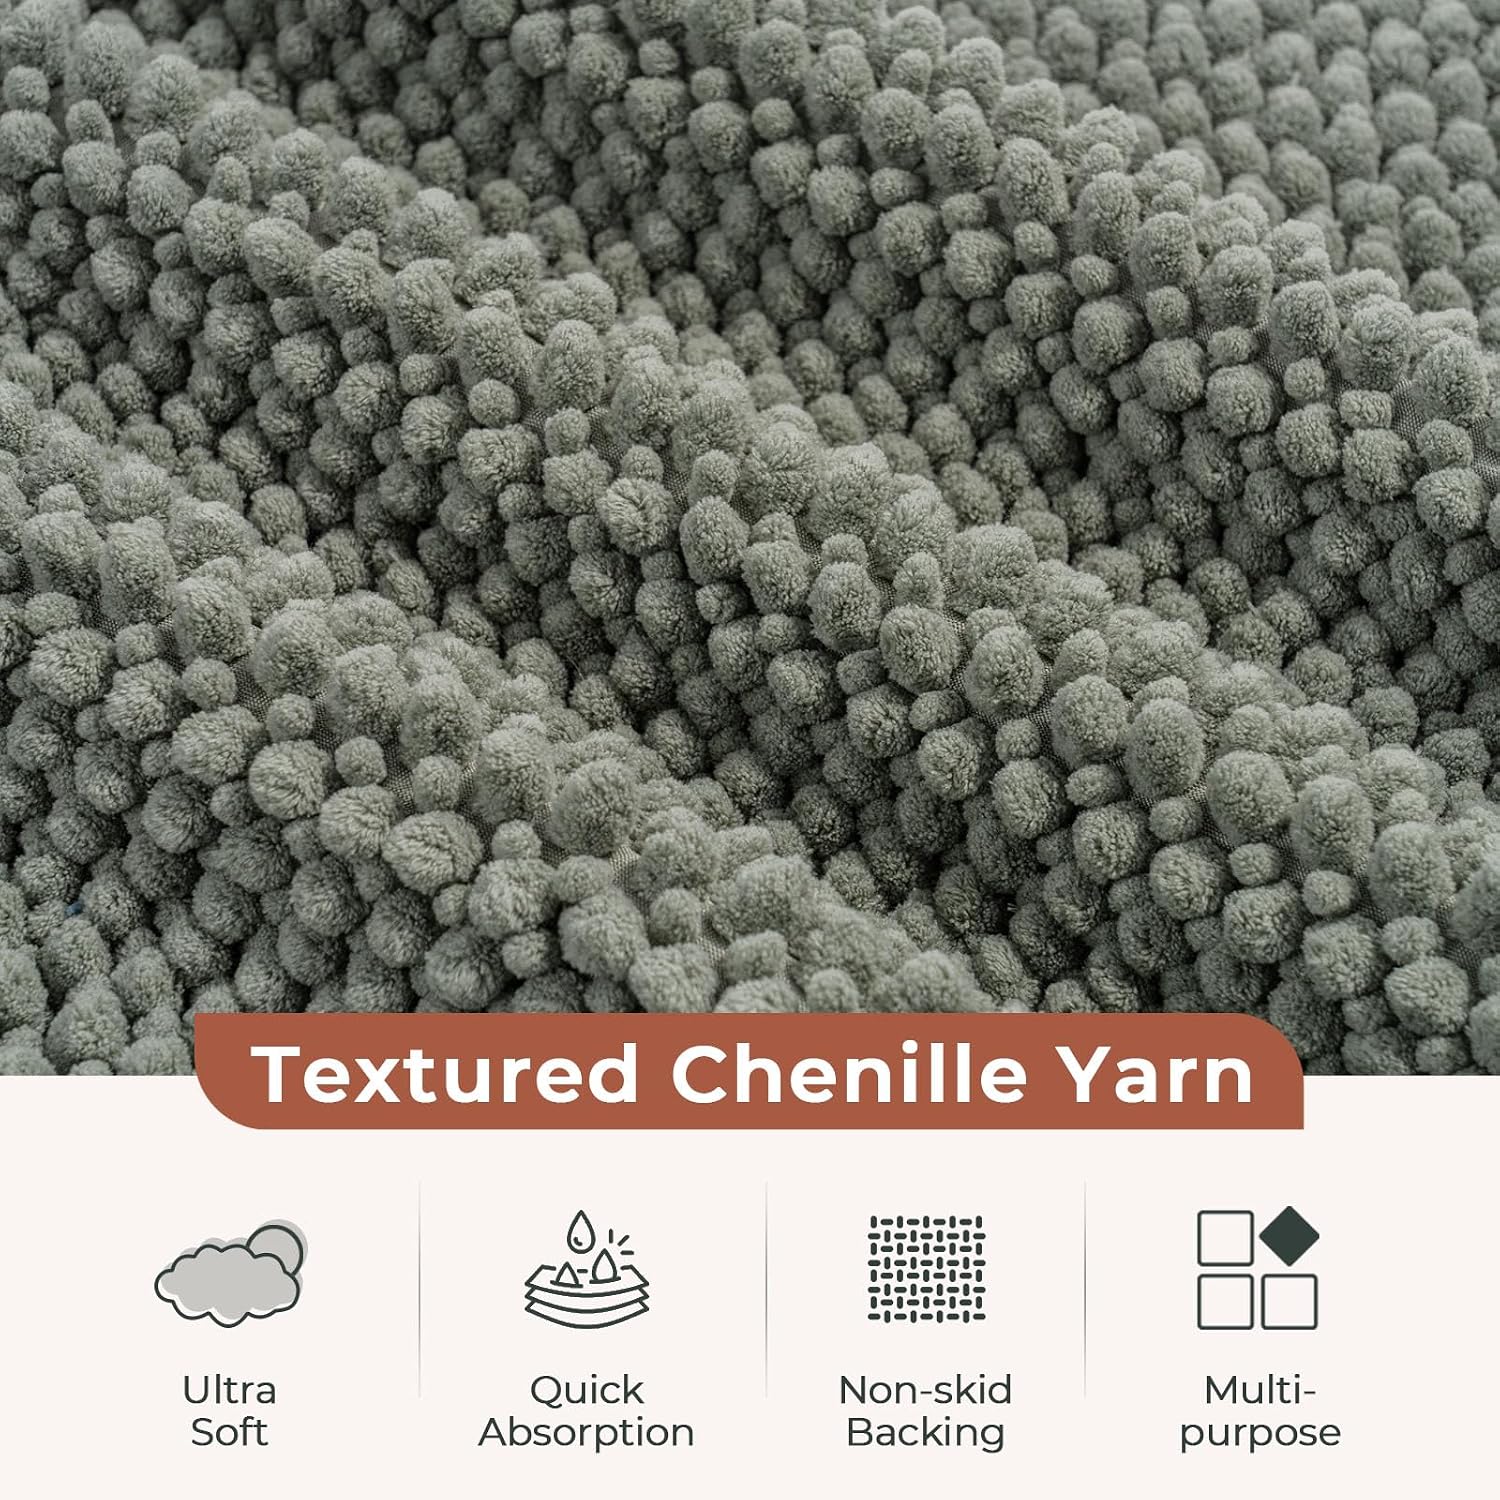 Textured Chenille Yarn
Ultra
Soft
Quick
Absorption
Non-skid
Backing
Multi-
purpose